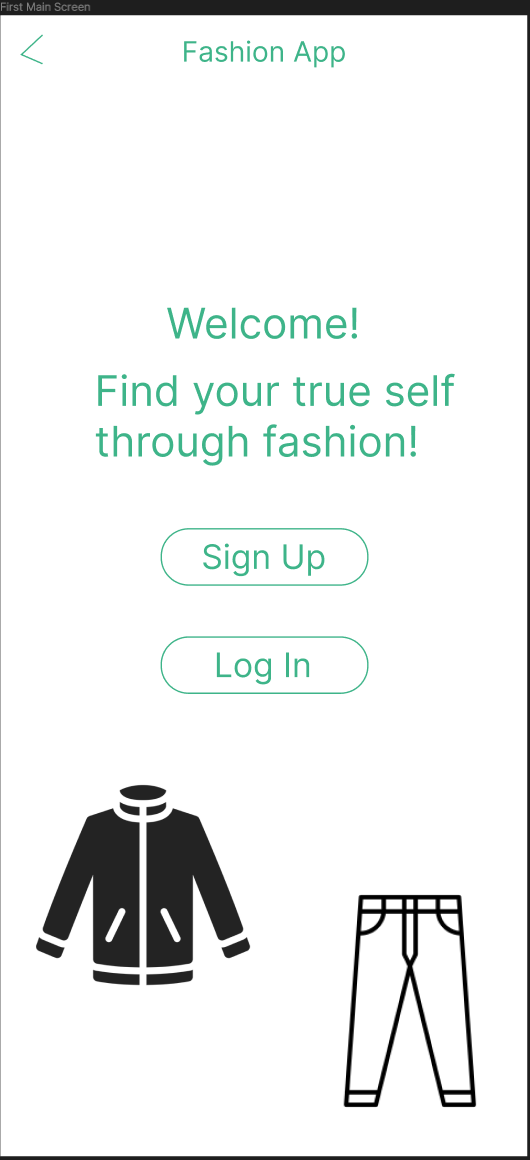 First Main Screen
Fashion App
Welcome!
Find your true self
through fashion!
Sign Up
Log In